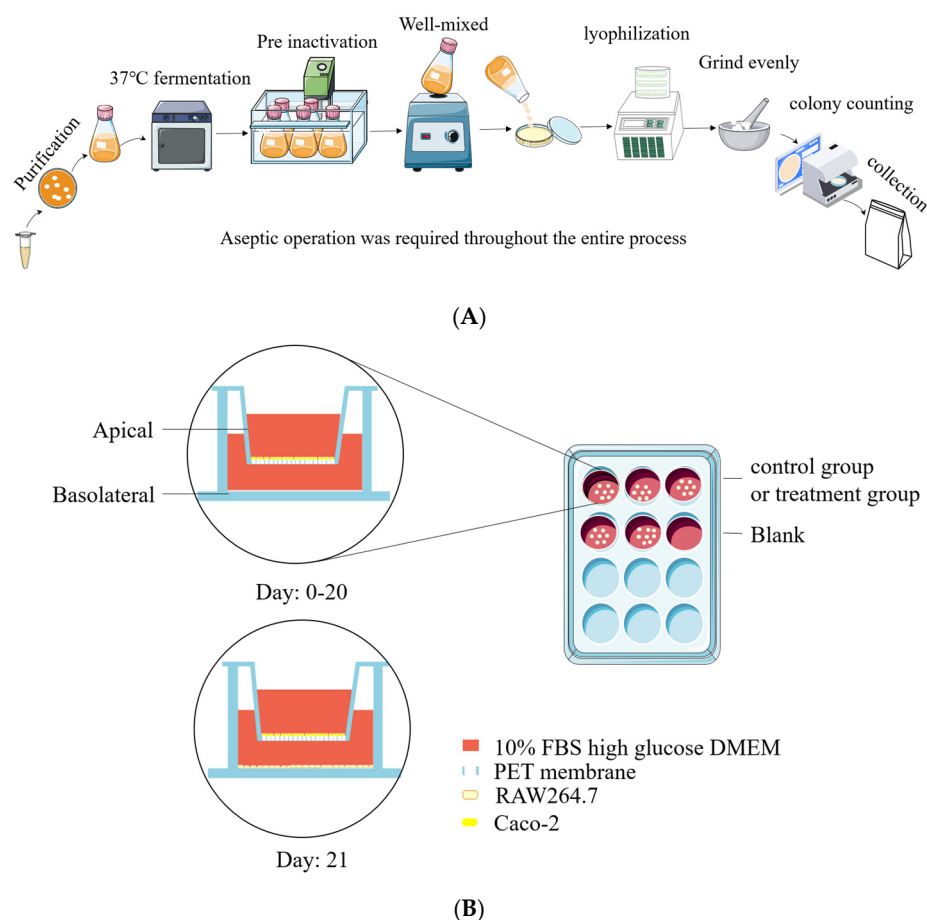 Purification
37℃ fermentation
Pre inactivation
Well-mixed
lyophilization
Grind evenly
colony counting
collection
Aseptic operation was required throughout the entire process
(A)
Apical
Basolateral
Day: 0-20
control group
or treatment group
Blank
Day: 21
10% FBS high glucose DMEM
PET membrane
RAW264.7
Caco-2
(B)